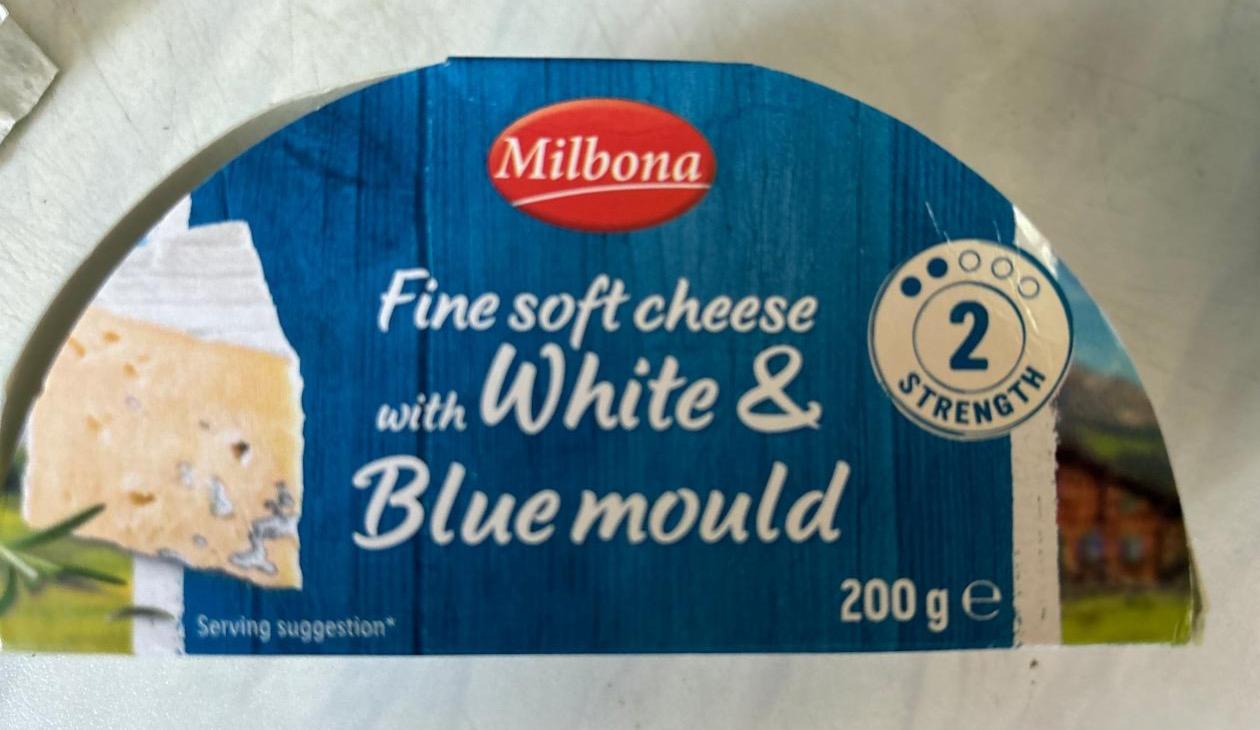 Milbona
Fine soft cheese
with White &
Blue mould
2
STRENGTH
200 g ℮
Serving suggestion*